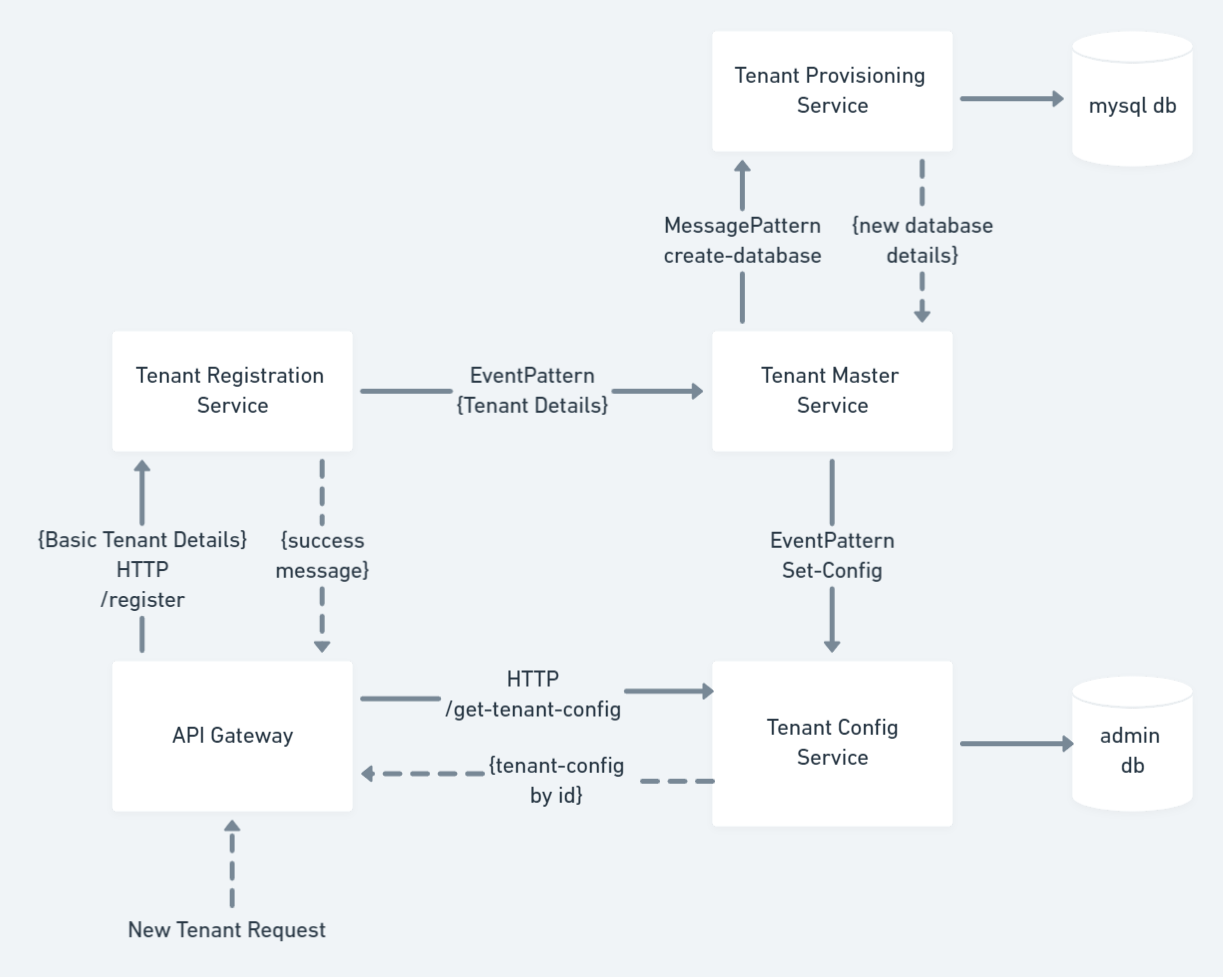 Tenant Provisioning
Service
mysql db
MessagePattern
create-database
{new database
details}
Tenant Registration
Service
EventPattern
{Tenant Details}
Tenant Master
Service
{Basic Tenant Details}
HTTP
/register
{success
message}
EventPattern
Set-Config
API Gateway
HTTP
/get-tenant-config
{tenant-config
by id}
Tenant Config
Service
admin
db
New Tenant Request